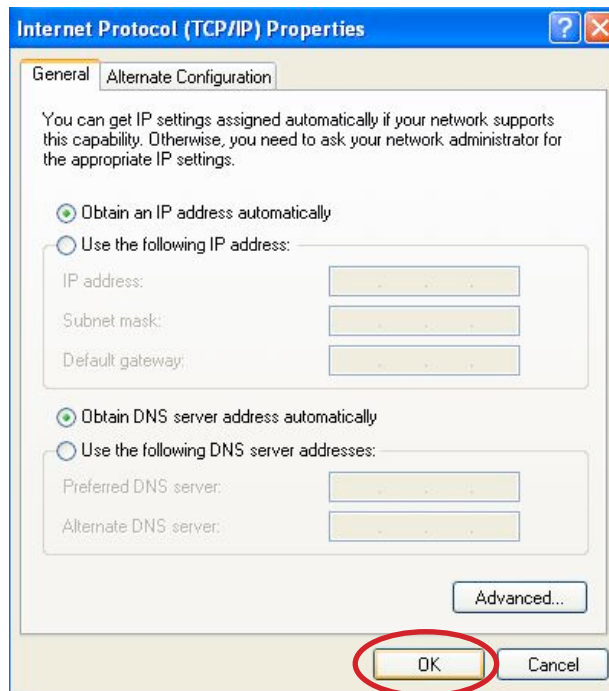 Internet Protocol (TCP/IP) Properties
?
General
Alternate Configuration
You can get IP settings assigned automatically if your network supports
this capability. Otherwise, you need to ask your network administrator for
the appropriate IP settings.
Obtain an IP address automatically
Use the following IP address:
IP address:
Subnet mask:
Default gateway:
Obtain DNS server address automatically
Use the following DNS server addresses:
Preferred DNS server:
Alternate DNS server:
Advanced...
OK
Cancel